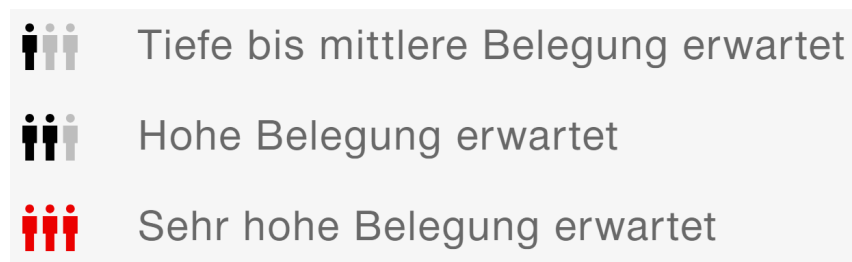 Tiefe bis mittlere Belegung erwartet
Hohe Belegung erwartet
Sehr hohe Belegung erwartet